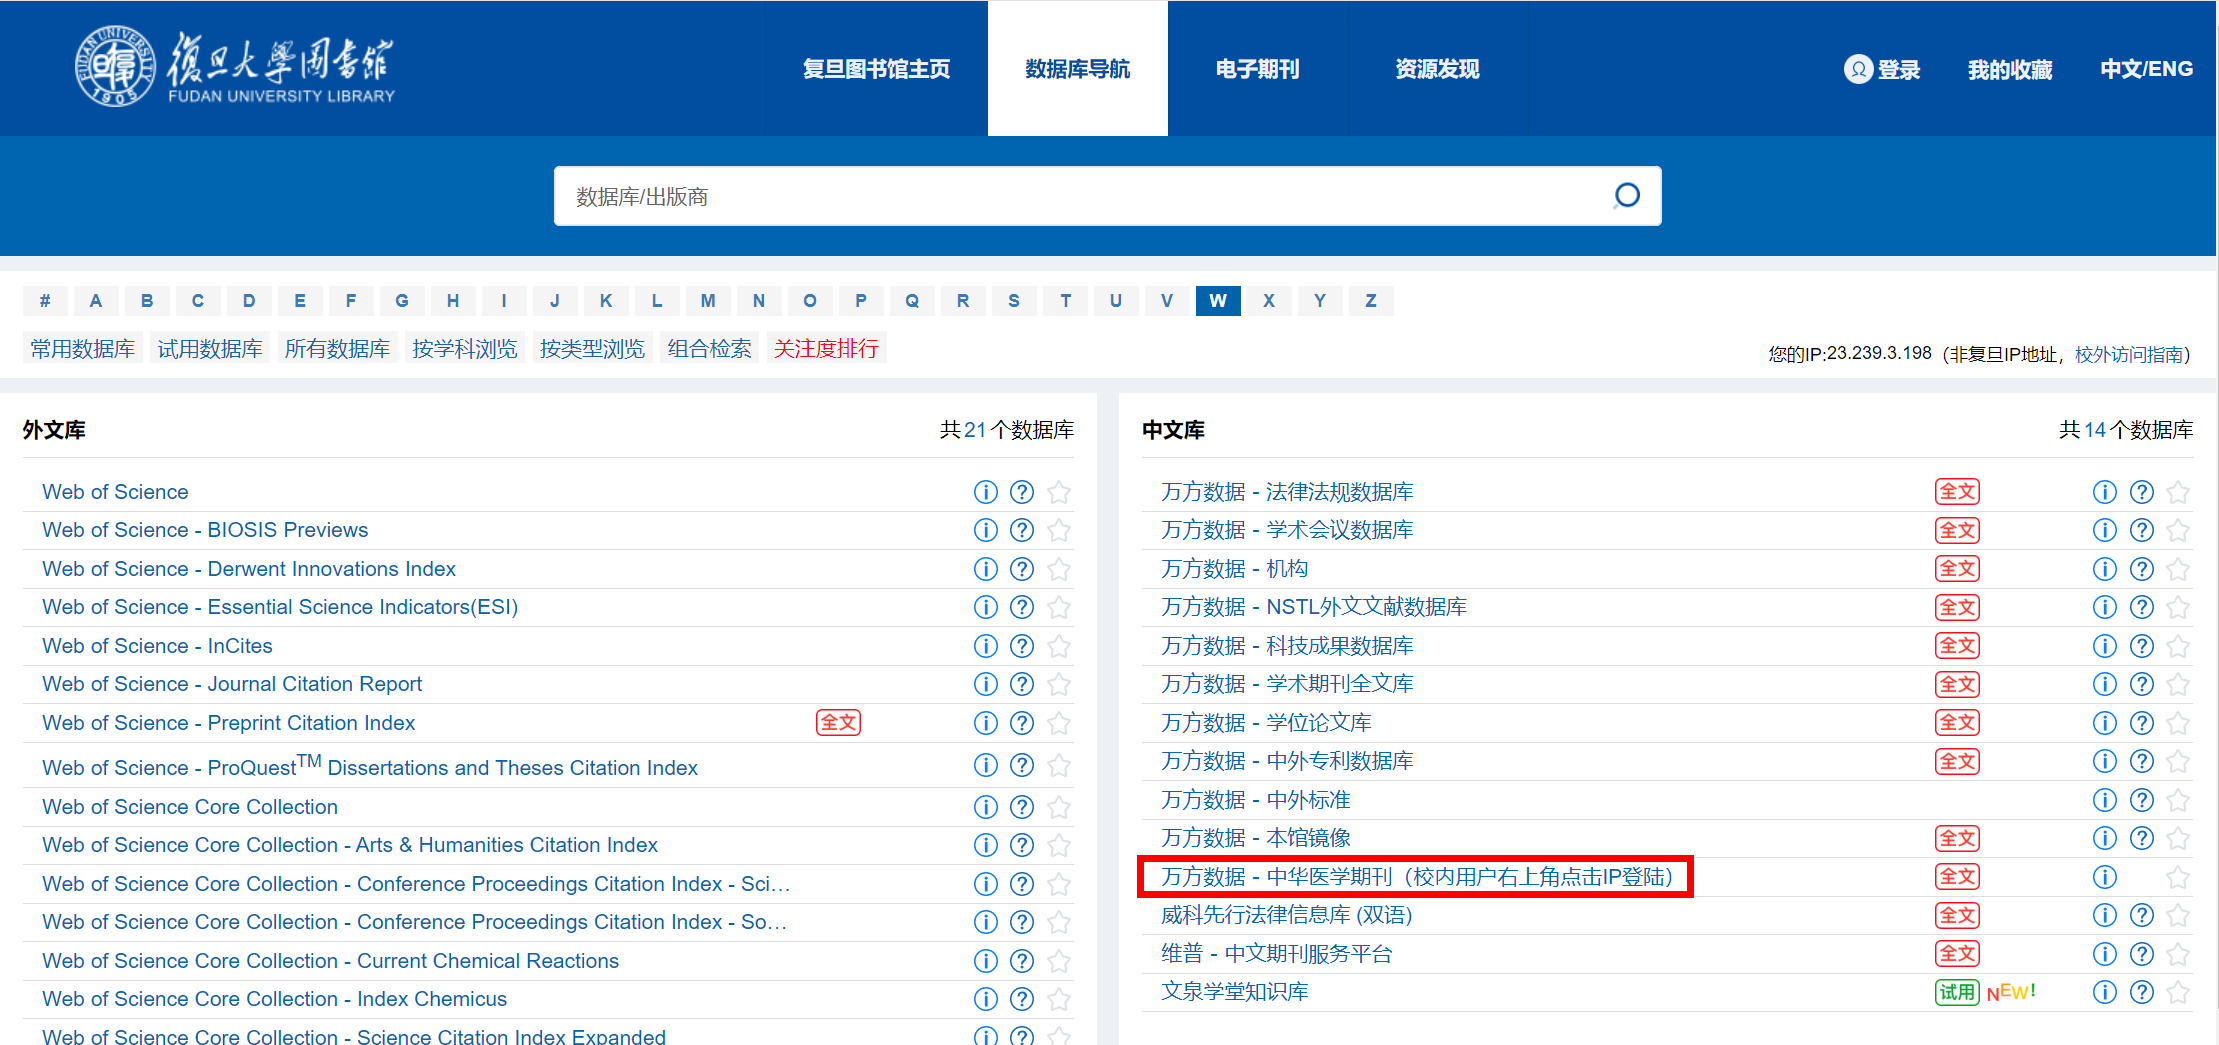 復旦大學圖書館
FUDAN UNIVERSITY LIBRARY
FUDAN UNIVERSITY
1905
复旦图书馆主页
数据库导航
电子期刊
资源发现
登录
我的收藏
中文/ENG
数据库/出版商
# A B C D E F G H I J K L M N O P Q R S T U V W X Y Z
常用数据库 试用数据库 所有数据库 按学科浏览 按类型浏览 组合检索 关注度排行
您的IP:23.239.3.198（非复旦IP地址，校外访问指南）
外文库 共21个数据库
Web of Science
Web of Science - BIOSIS Previews
Web of Science - Derwent Innovations Index
Web of Science - Essential Science Indicators(ESI)
Web of Science - InCites
Web of Science - Journal Citation Report
Web of Science - Preprint Citation Index 全文
Web of Science - ProQuestTM Dissertations and Theses Citation Index
Web of Science Core Collection
Web of Science Core Collection - Arts & Humanities Citation Index
Web of Science Core Collection - Conference Proceedings Citation Index - Sci…
Web of Science Core Collection - Conference Proceedings Citation Index - So…
Web of Science Core Collection - Current Chemical Reactions
Web of Science Core Collection - Index Chemicus
Web of Science Core Collection - Science Citation Index Expanded
中文库 共14个数据库
万方数据 - 法律法规数据库 全文
万方数据 - 学术会议数据库 全文
万方数据 - 机构 全文
万方数据 - NSTL外文文献数据库 全文
万方数据 - 科技成果数据库 全文
万方数据 - 学术期刊全文库 全文
万方数据 - 学位论文库 全文
万方数据 - 中外专利数据库 全文
万方数据 - 中外标准
万方数据 - 本馆镜像 全文
万方数据 - 中华医学期刊（校内用户右上角点击IP登陆） 全文
威科先行法律信息库 (双语) 全文
维普 - 中文期刊服务平台 全文
文泉学堂知识库 试用 NEW!